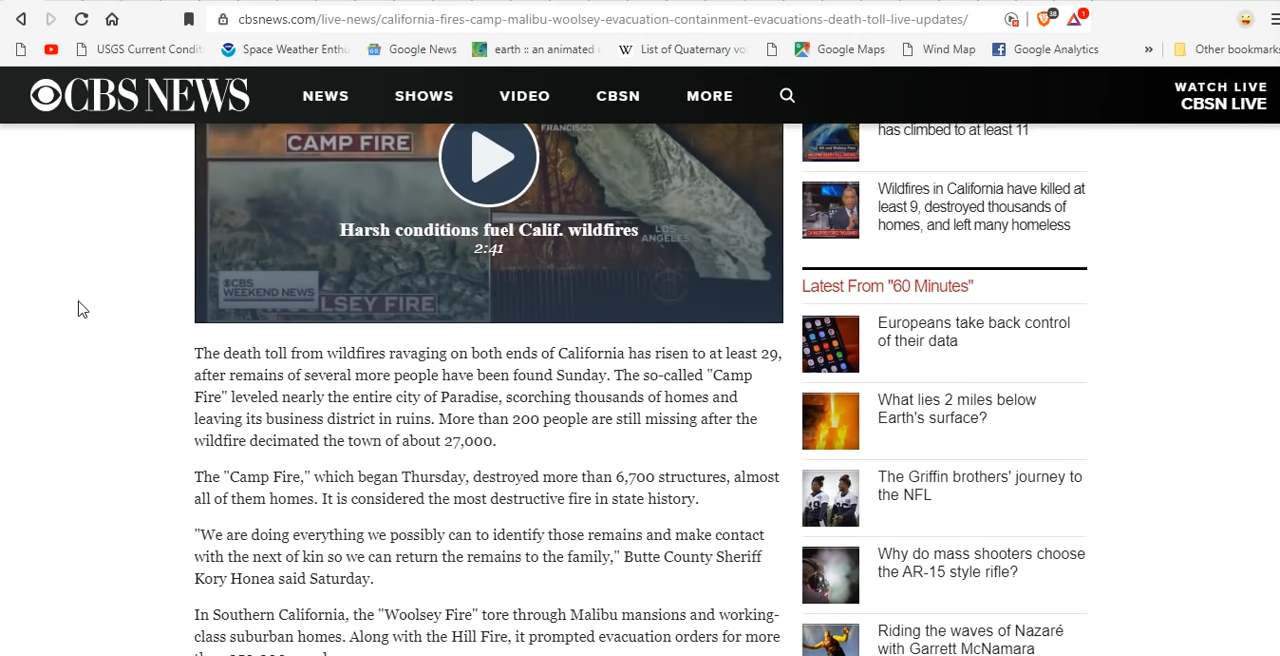 cbsnews.com/live-news/california-fires-camp-malibu-woolsey-evacuation-containment-evacuations-death-toll-live-updates/
38
1
USGS Current Condit
Space Weather Enthu
Google News
earth :: an animated
W
List of Quaternary vo
Google Maps
Wind Map
Google Analytics
»
Other bookmarks
CBS NEWS
NEWS
SHOWS
VIDEO
CBSN
MORE
WATCH LIVE
CBSN LIVE
CAMP FIRE
FRANCISCO
Harsh conditions fuel Calif. wildfires
2:41
LOS
ANGELES
CBS
WEEKEND NEWS
LSEY FIRE
The death toll from wildfires ravaging on both ends of California has risen to at least 29,
after remains of several more people have been found Sunday. The so-called "Camp
Fire" leveled nearly the entire city of Paradise, scorching thousands of homes and
leaving its business district in ruins. More than 200 people are still missing after the
wildfire decimated the town of about 27,000.
The "Camp Fire," which began Thursday, destroyed more than 6,700 structures, almost
all of them homes. It is considered the most destructive fire in state history.
"We are doing everything we possibly can to identify those remains and make contact
with the next of kin so we can return the remains to the family," Butte County Sheriff
Kory Honea said Saturday.
In Southern California, the "Woolsey Fire" tore through Malibu mansions and working-
class suburban homes. Along with the Hill Fire, it prompted evacuation orders for more
has climbed to at least 11
Wildfires in California have killed at
least 9, destroyed thousands of
homes, and left many homeless
Latest From "60 Minutes"
Europeans take back control
of their data
What lies 2 miles below
Earth's surface?
The Griffin brothers' journey to
the NFL
Why do mass shooters choose
the AR-15 style rifle?
Riding the waves of Nazaré
with Garrett McNamara